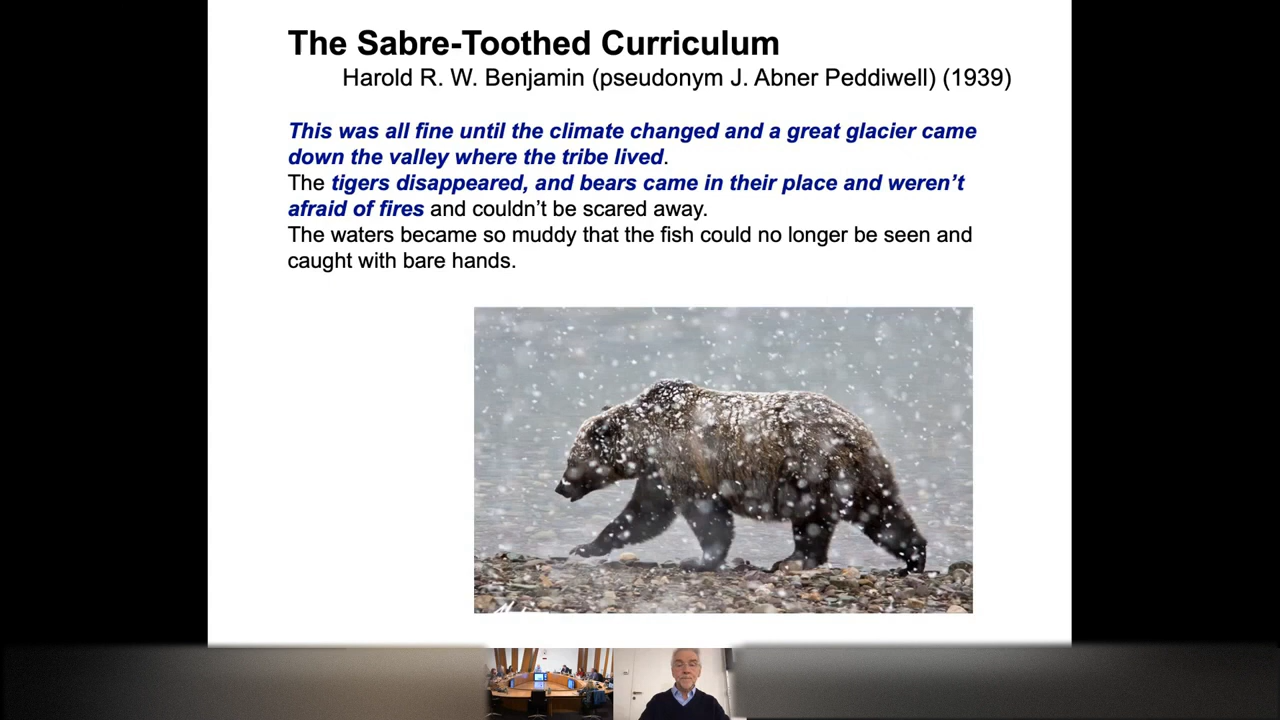 The Sabre-Toothed Curriculum
Harold R. W. Benjamin (pseudonym J. Abner Peddiwell) (1939)
This was all fine until the climate changed and a great glacier came
down the valley where the tribe lived.
The tigers disappeared, and bears came in their place and weren’t
afraid of fires and couldn’t be scared away.
The waters became so muddy that the fish could no longer be seen and
caught with bare hands.